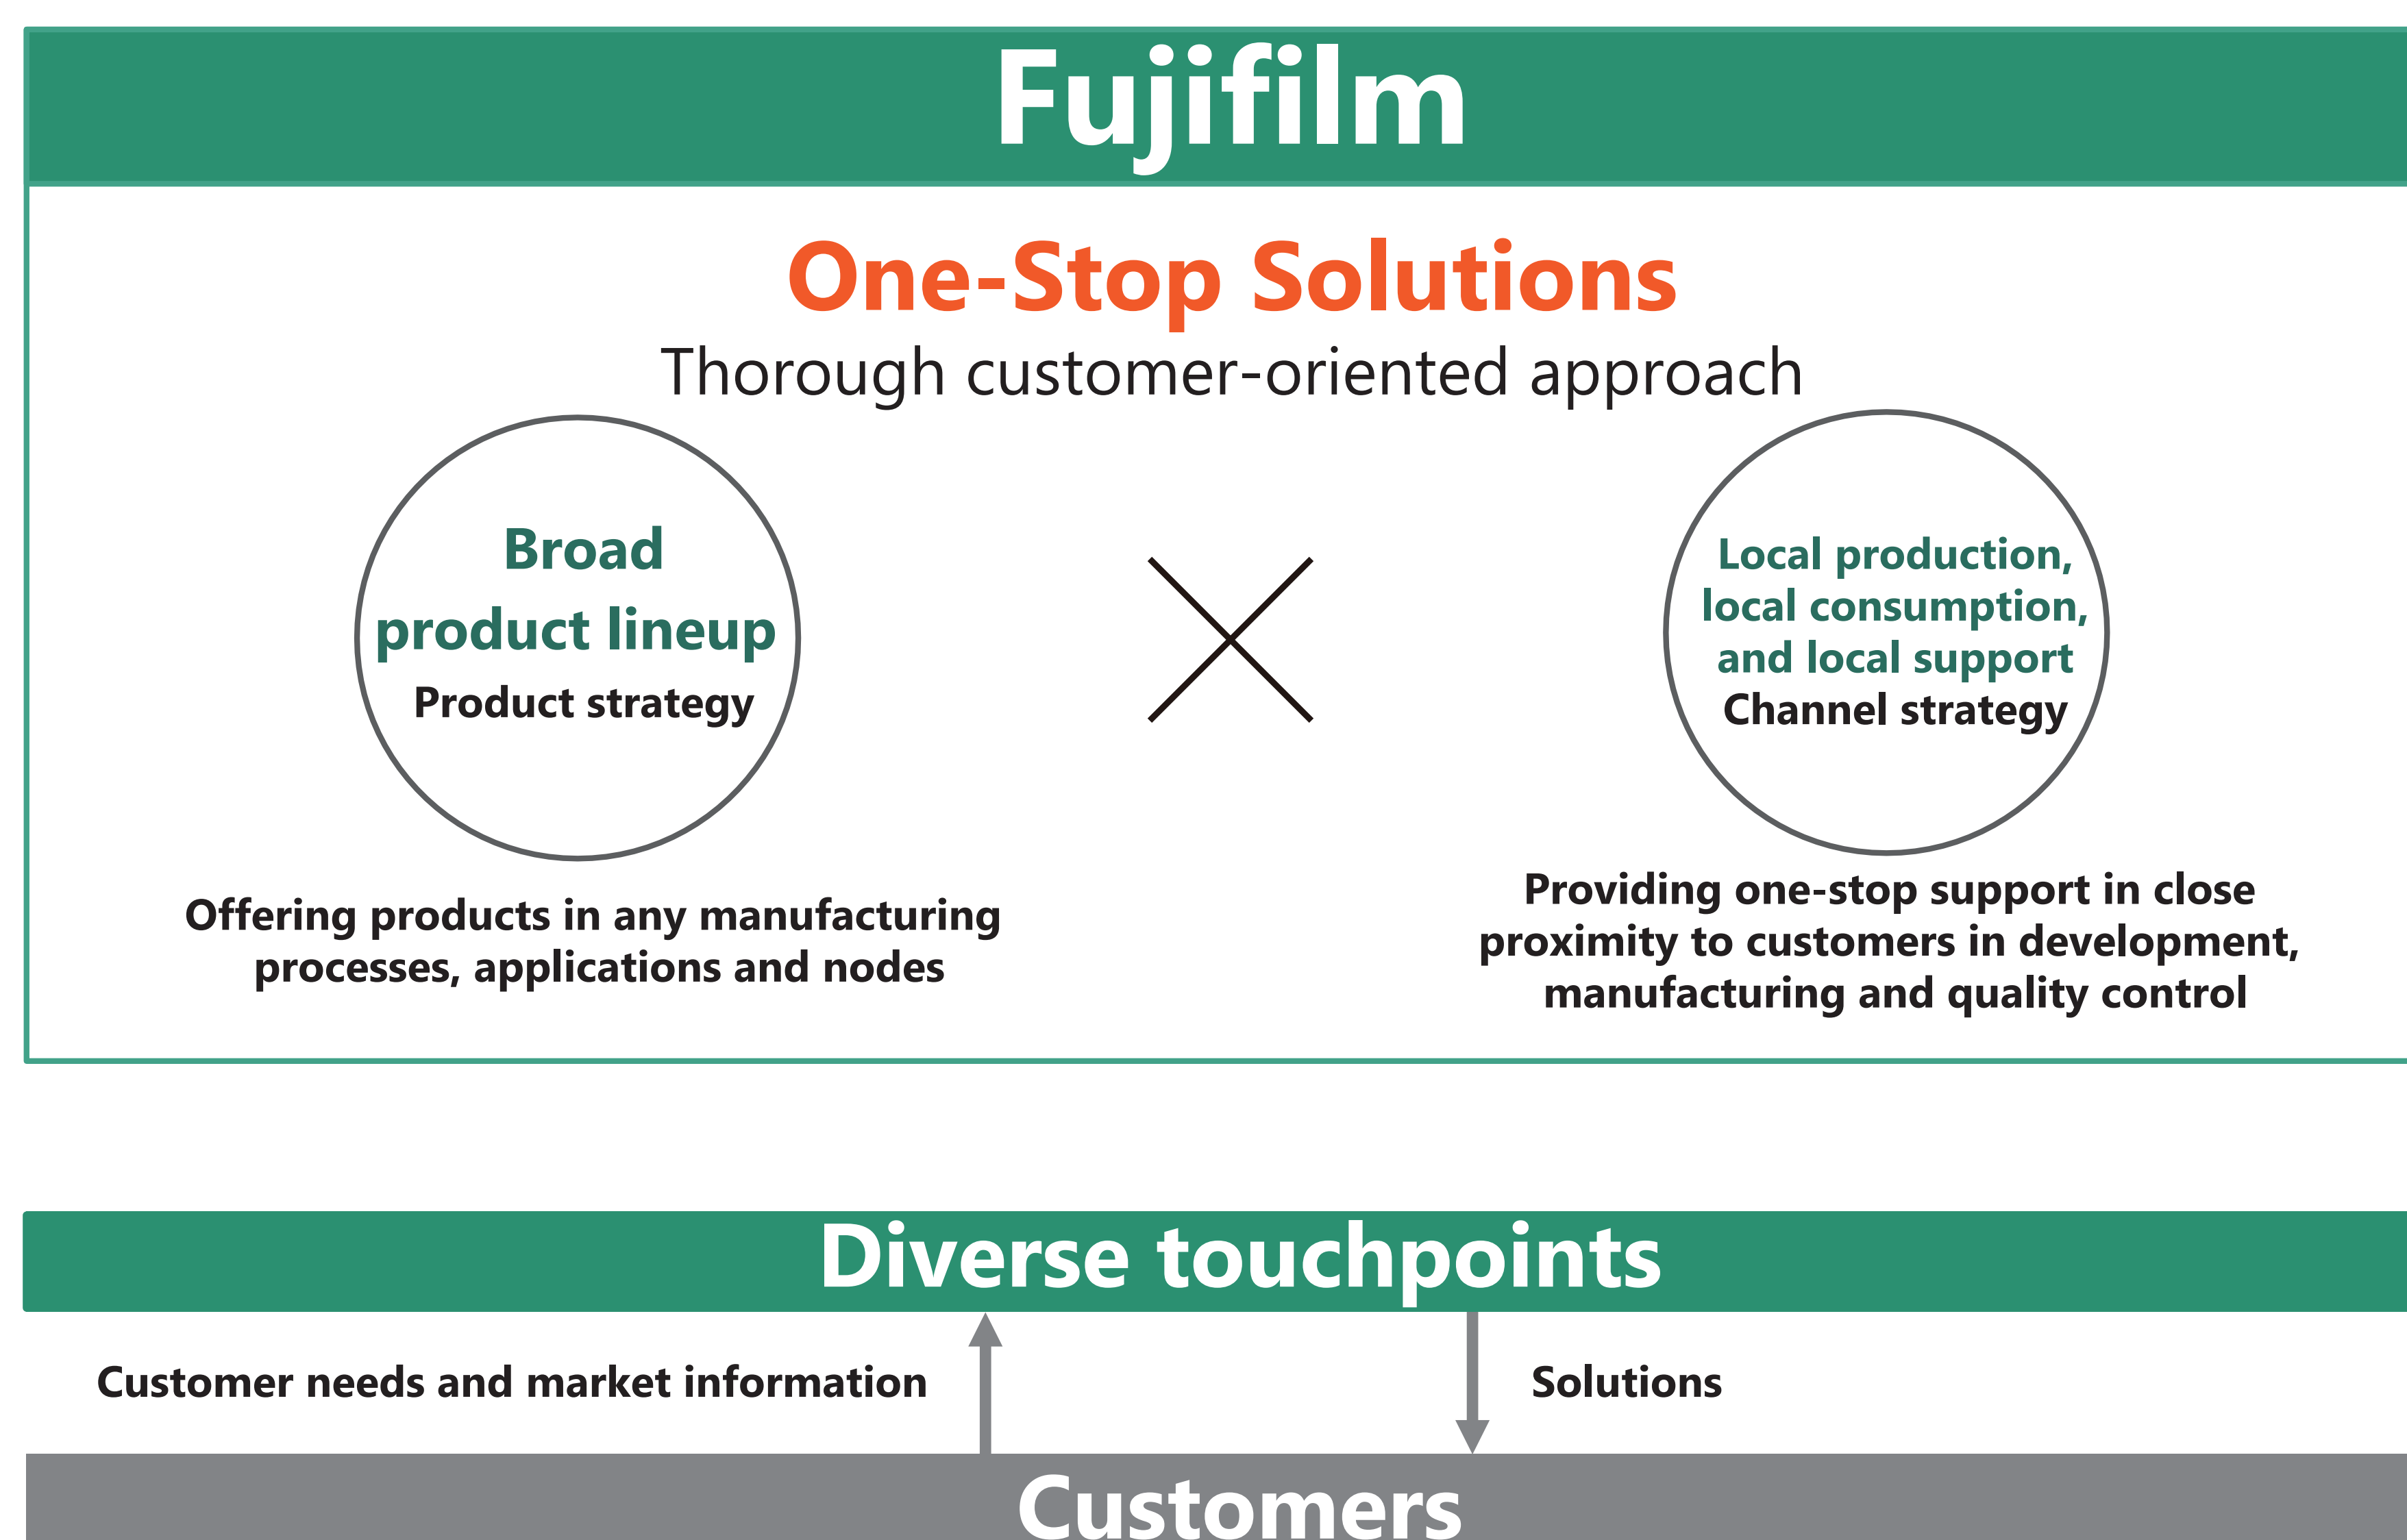 Fujifilm
One-Stop Solutions
Thorough customer-oriented approach
Broad
product lineup
Product strategy
Local production,
local consumption,
and local support
Channel strategy
Offering products in any manufacturing
processes, applications and nodes
Providing one-stop support in close
proximity to customers in development,
manufacturing and quality control
Diverse touchpoints
Customer needs and market information
Solutions
Customers